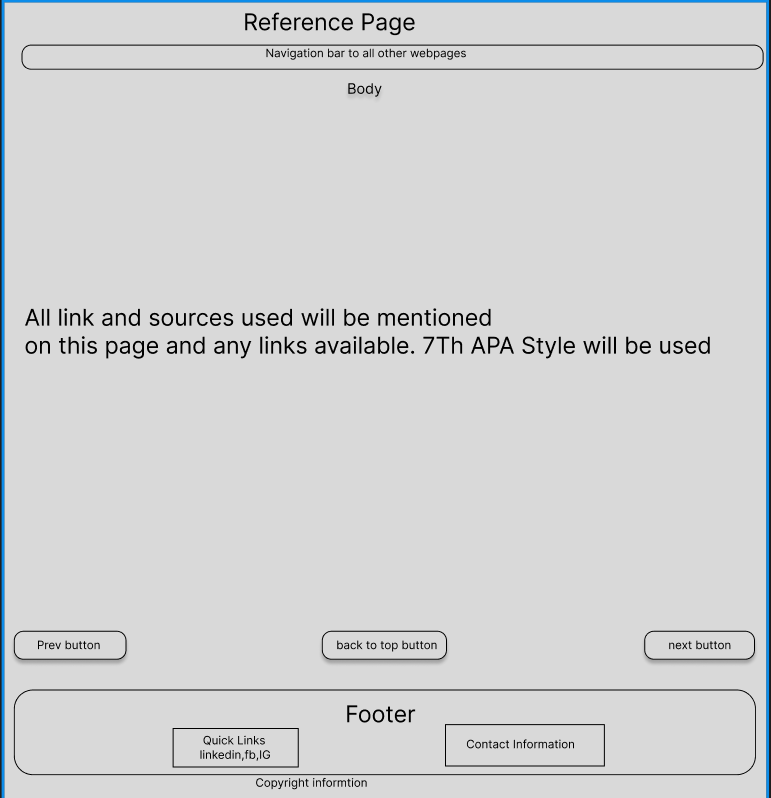 Reference Page
Navigation bar to all other webpages
Body
All link and sources used will be mentioned
on this page and any links available. 7Th APA Style will be used
Prev button
back to top button
next button
Footer
Quick Links
linkedin,fb,IG
Contact Information
Copyright informtion